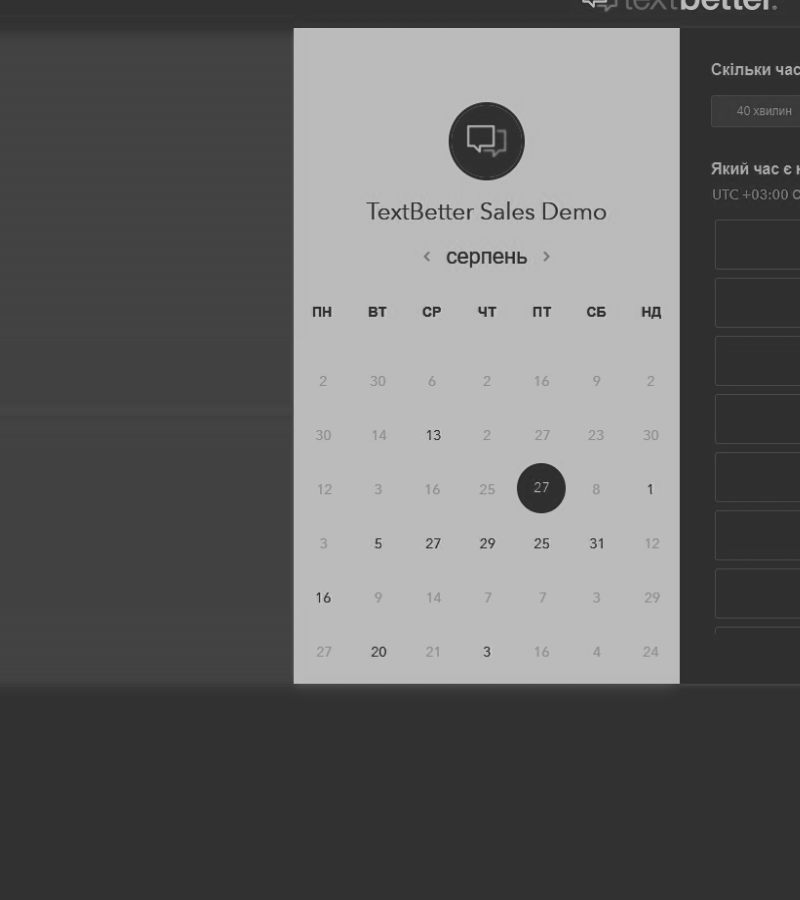 textbetter.
TextBetter Sales Demo
серпень
ПН ВТ СР ЧТ ПТ СБ НД
2 30 6 2 16 9 2
30 14 13 2 27 23 30
12 3 16 25 27 8 1
3 5 27 29 25 31 12
16 9 14 7 7 3 29
27 20 21 3 16 4 24
Скільки час
40 хвилин
Який час є
UTC +03:00